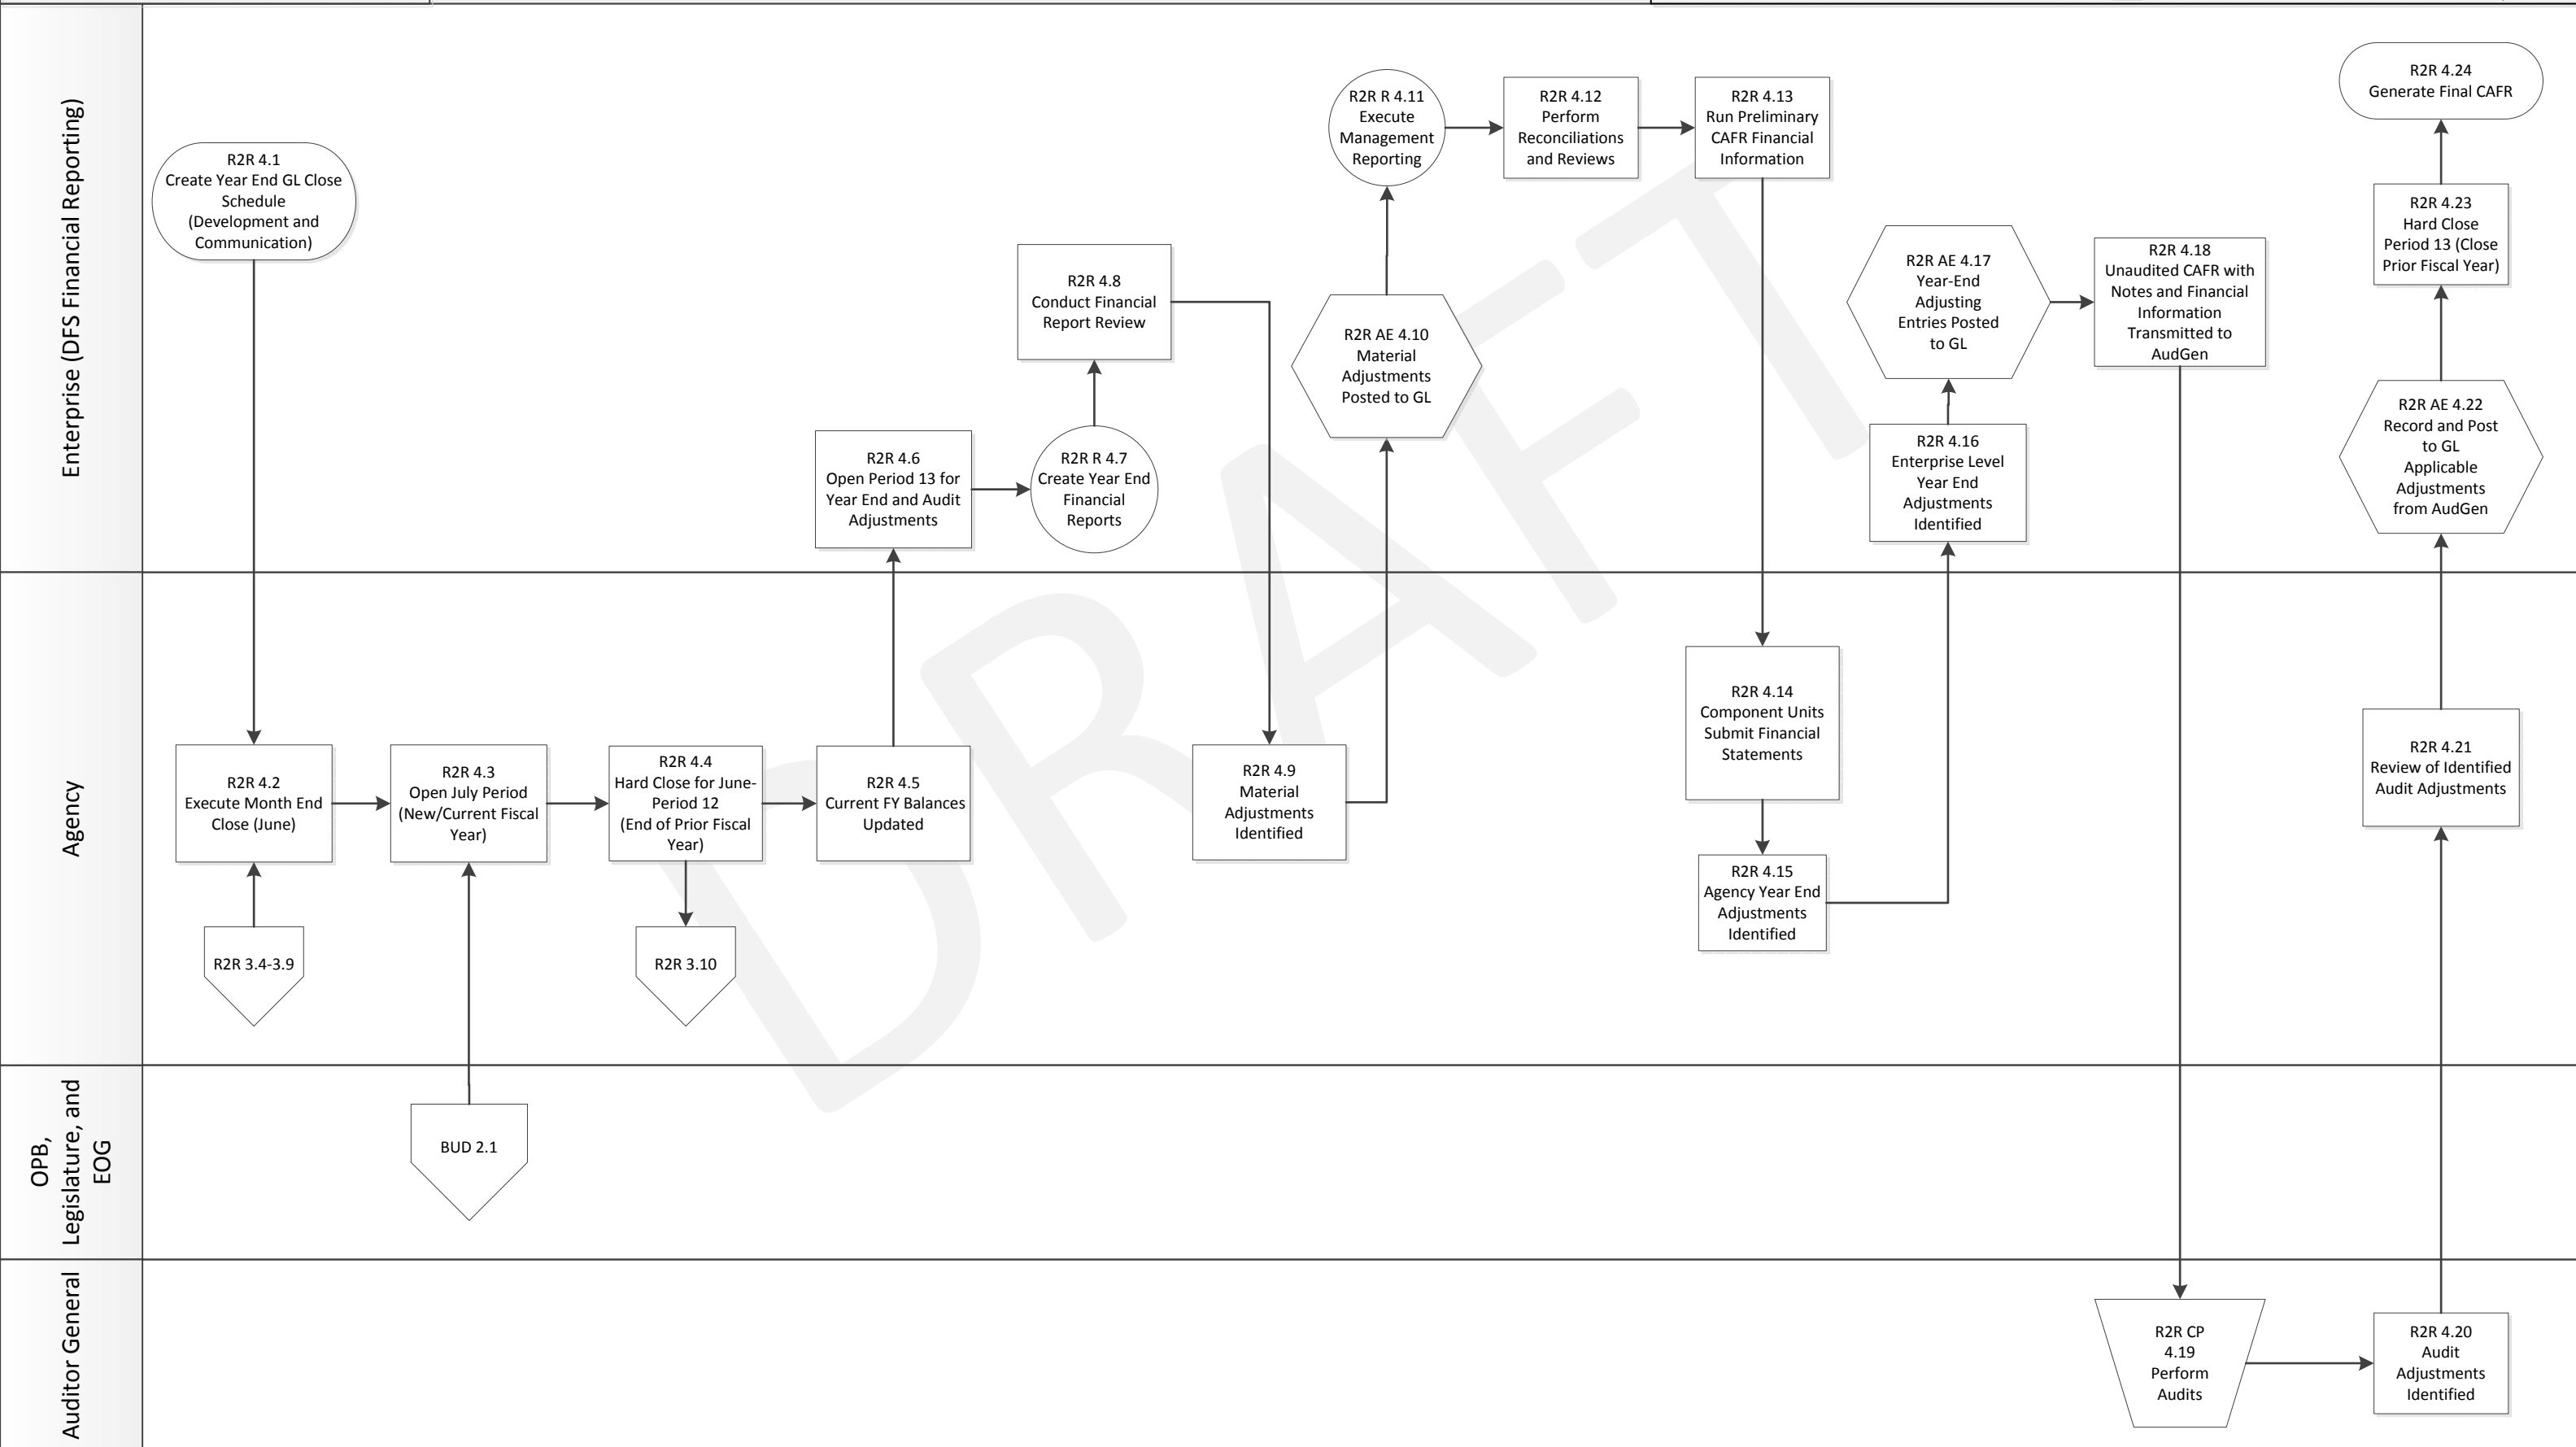 Enterprise (DFS Financial Reporting)
R2R 4.1
Create Year End GL Close
Schedule
(Development and
Communication)
R2R 4.6
Open Period 13 for
Year End and Audit
Adjustments
R2R R 4.7
Create Year End
Financial
Reports
R2R 4.8
Conduct Financial
Report Review
R2R AE 4.10
Material
Adjustments
Posted to GL
R2R R 4.11
Execute
Management
Reporting
R2R 4.12
Perform
Reconciliations
and Reviews
R2R 4.13
Run Preliminary
CAFR Financial
Information
R2R 4.16
Enterprise Level
Year End
Adjustments
Identified
R2R AE 4.17
Year-End
Adjusting
Entries Posted
to GL
R2R 4.18
Unaudited CAFR with
Notes and Financial
Information
Transmitted to
AudGen
R2R AE 4.22
Record and Post
to GL
Applicable
Adjustments
from AudGen
R2R 4.23
Hard Close
Period 13 (Close
Prior Fiscal Year)
R2R 4.24
Generate Final CAFR
Agency
R2R 4.2
Execute Month End
Close (June)
R2R 3.4-3.9
R2R 4.3
Open July Period
(New/Current Fiscal
Year)
R2R 4.4
Hard Close for June-
Period 12
(End of Prior Fiscal
Year)
R2R 3.10
R2R 4.5
Current FY Balances
Updated
R2R 4.9
Material
Adjustments
Identified
R2R 4.14
Component Units
Submit Financial
Statements
R2R 4.15
Agency Year End
Adjustments
Identified
R2R 4.21
Review of Identified
Audit Adjustments
OPB,
Legislature, and
EOG
BUD 2.1
Auditor General
R2R CP
4.19
Perform
Audits
R2R 4.20
Audit
Adjustments
Identified
DRAFT